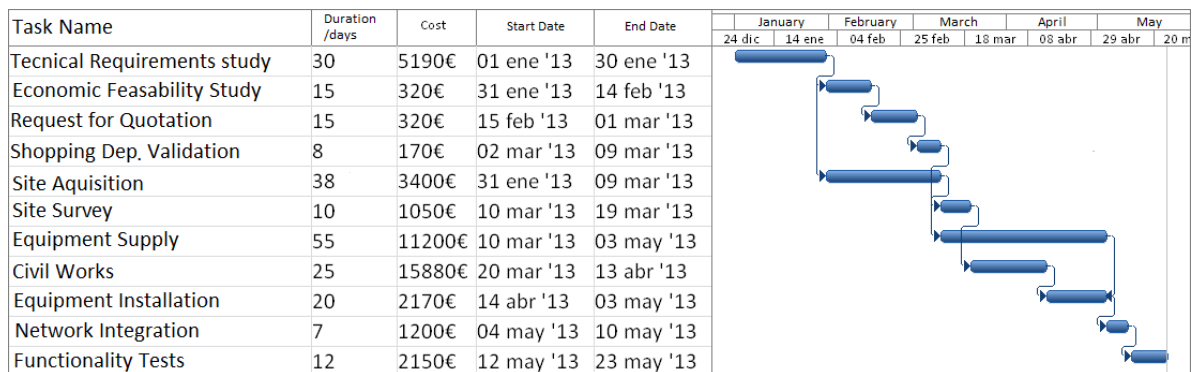 Task Name Duration /days Cost Start Date End Date January February March April May
24 dic 14 ene 04 feb 25 feb 18 mar 08 abr 29 abr 20 m
Tecnical Requirements study 30 5190€ 01 ene '13 30 ene '13
Economic Feasability Study 15 320€ 31 ene '13 14 feb '13
Request for Quotation 15 320€ 15 feb '13 01 mar '13
Shopping Dep. Validation 8 170€ 02 mar '13 09 mar '13
Site Aquisition 38 3400€ 31 ene '13 09 mar '13
Site Survey 10 1050€ 10 mar '13 19 mar '13
Equipment Supply 55 11200€ 10 mar '13 03 may '13
Civil Works 25 15880€ 20 mar '13 13 abr '13
Equipment Installation 20 2170€ 14 abr '13 03 may '13
Network Integration 7 1200€ 04 may '13 10 may '13
Functionality Tests 12 2150€ 12 may '13 23 may '13